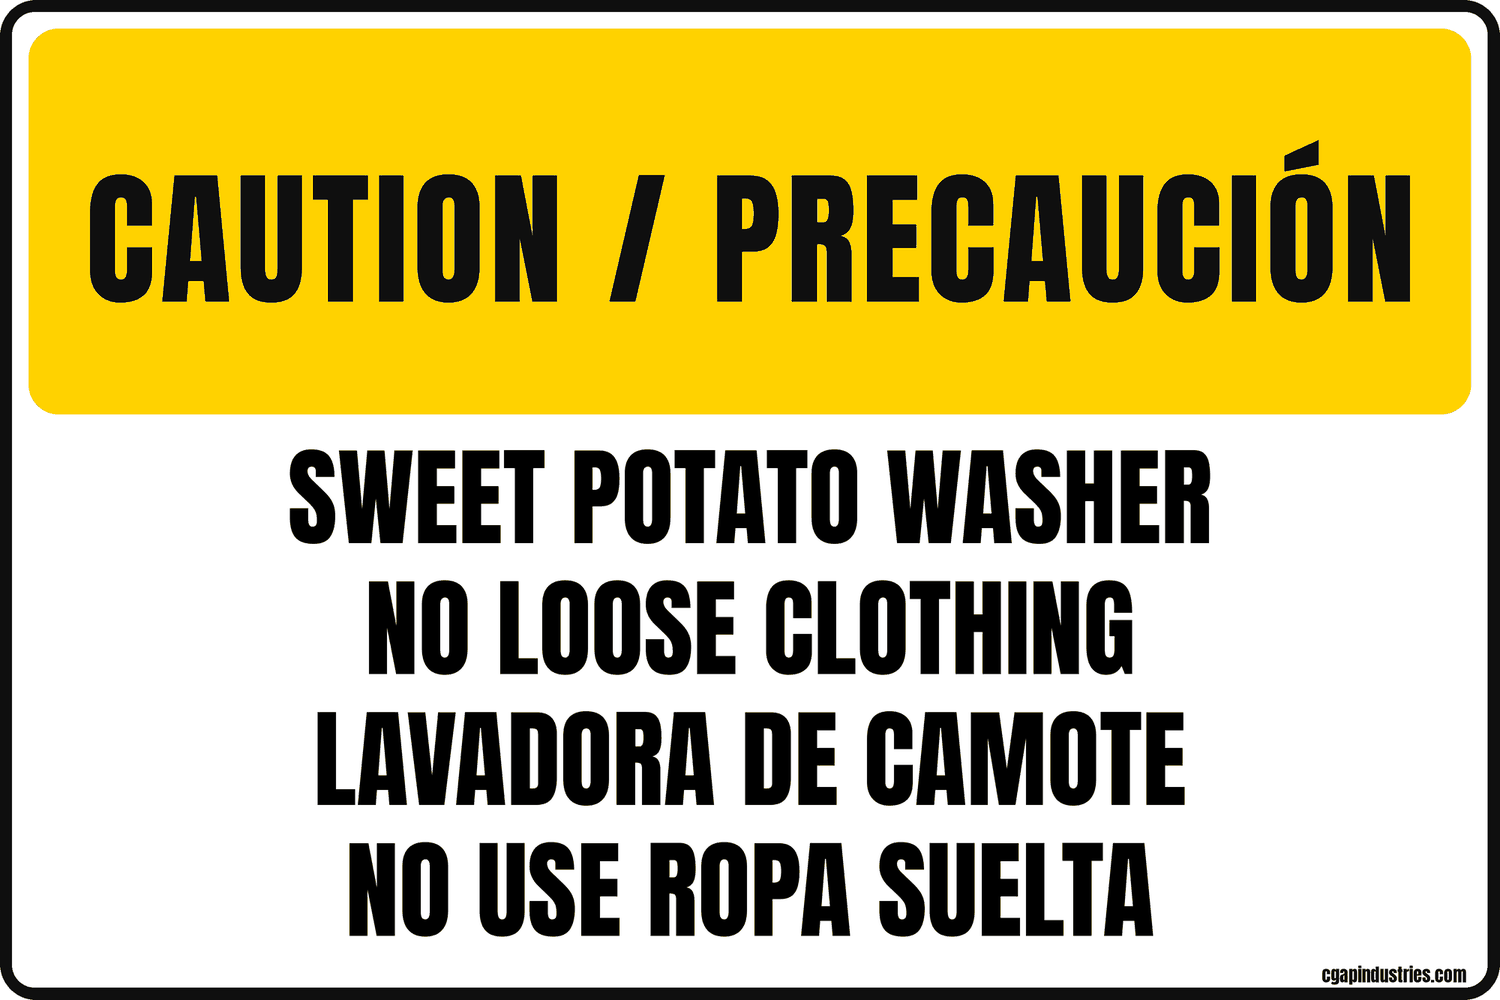 CAUTION / PRECAUCIÓN
SWEET POTATO WASHER
NO LOOSE CLOTHING
LAVADORA DE CAMOTE
NO USE ROPA SUELTA
cgapindustries.com